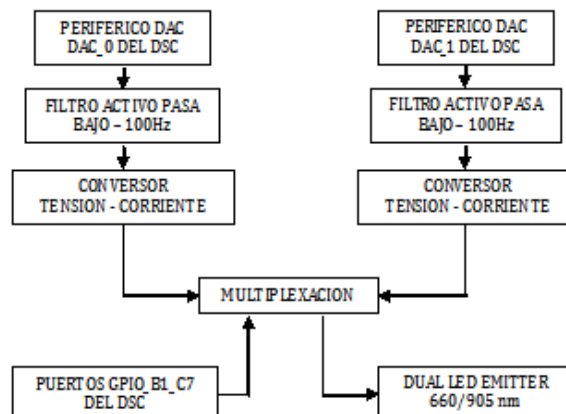 PERIFERICO DAC
DAC_0 DEL DSC
PERIFERICO DAC
DAC_1 DEL DSC
FILTRO ACTIVO PASA
BAJO – 100Hz
FILTRO ACTIVO PASA
BAJO – 100Hz
CONVERSOR
TENSION - CORRIENTE
CONVERSOR
TENSION - CORRIENTE
MULTIPLEXACION
PUERTOS GPIO_B1_C7
DEL DSC
DUAL LED EMITTER
660/905 nm